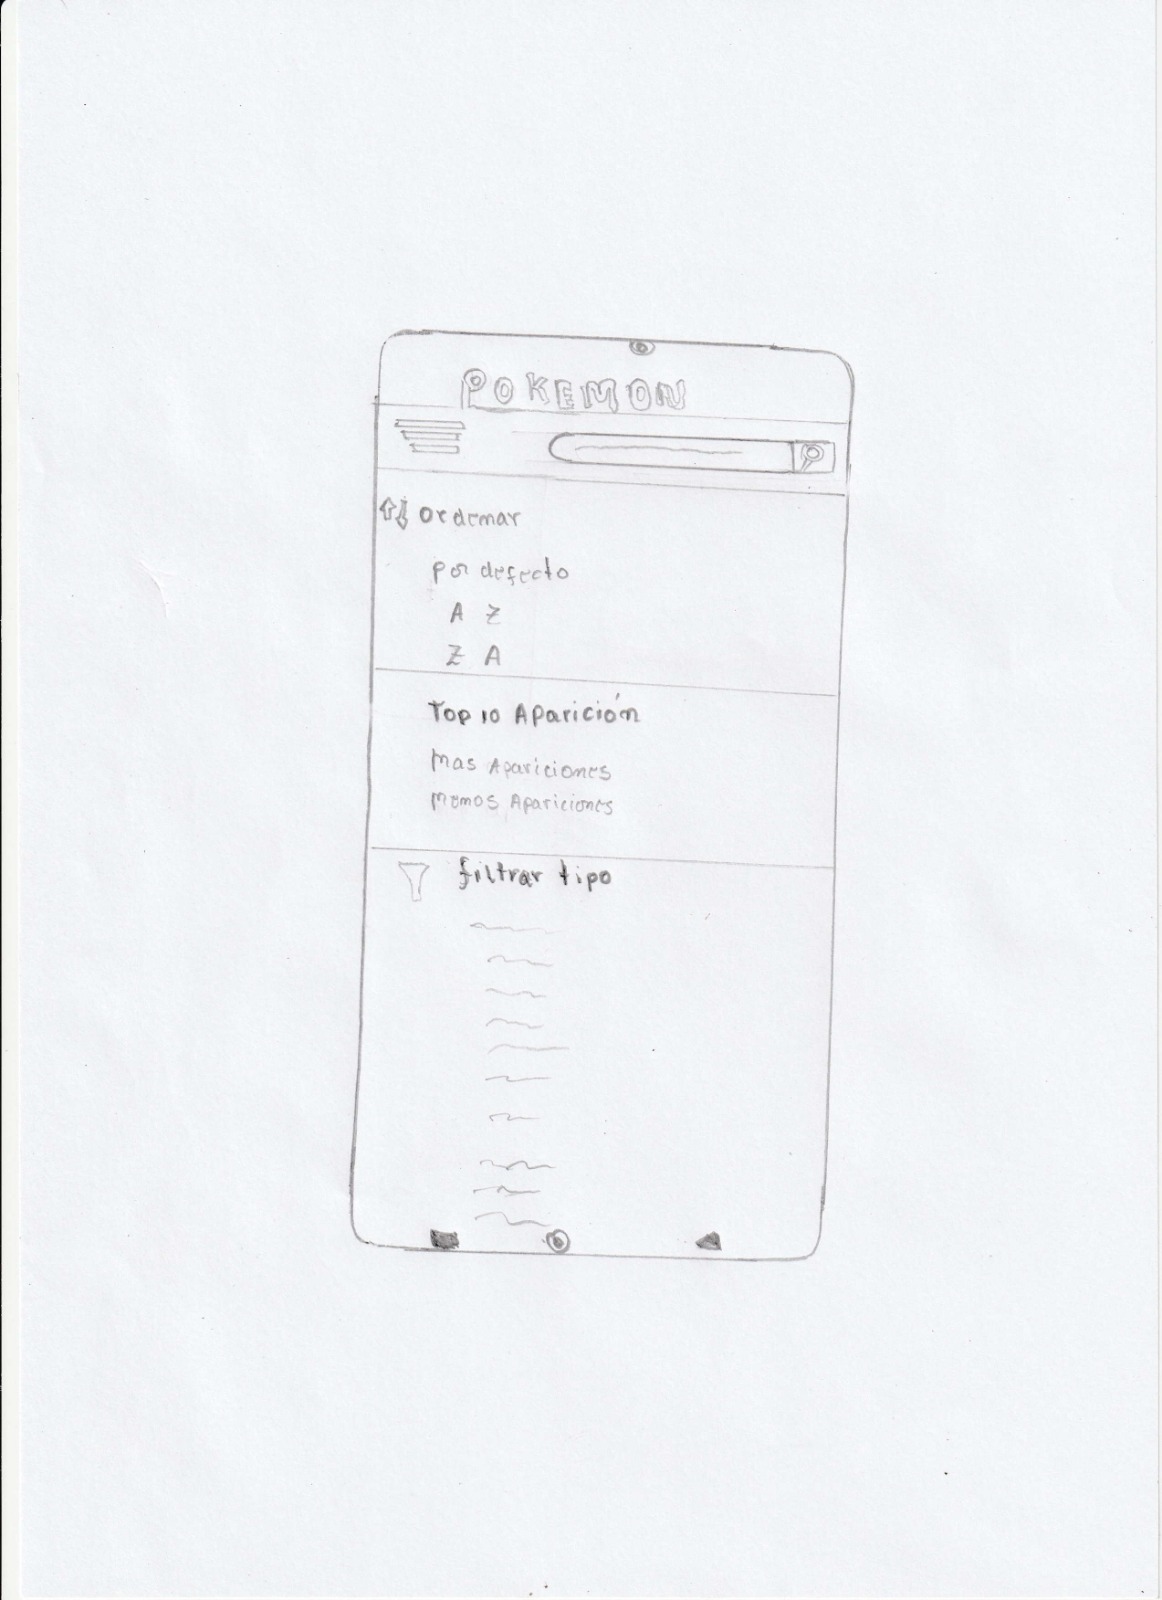 POKEMON
ordenar
por defecto
A Z
Z A
Top 10 Aparición
Mas Apariciones
Menos Apariciones
filtrar tipo